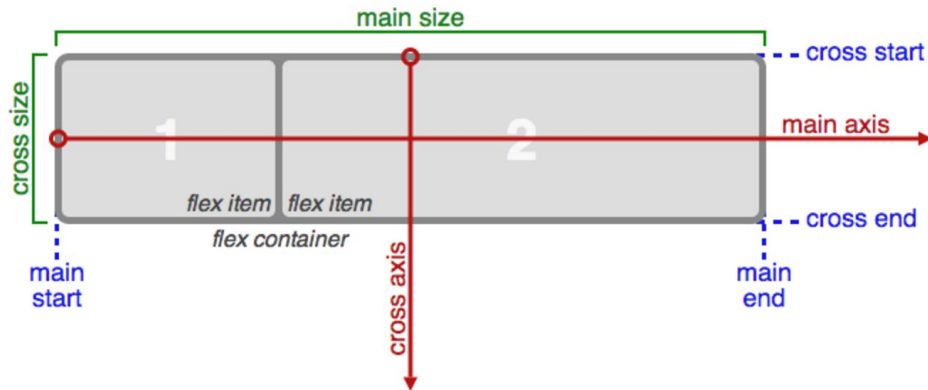 main size
cross start
cross size
1
2
main axis
flex item
flex item
cross end
flex container
cross axis
main
start
main
end